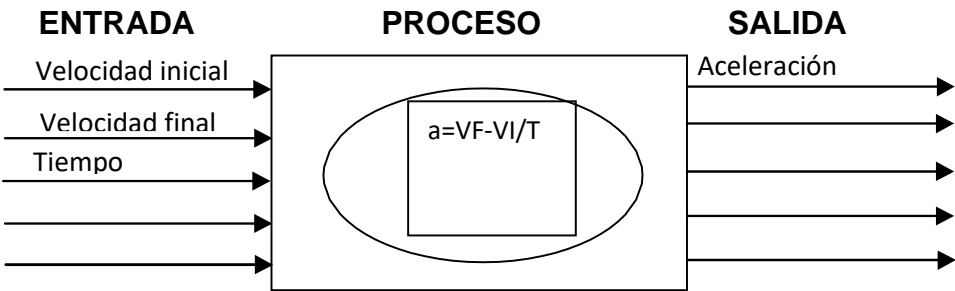 ENTRADA PROCESO SALIDA
Velocidad inicial
Velocidad final
Tiempo
a=VF-VI/T
Aceleración